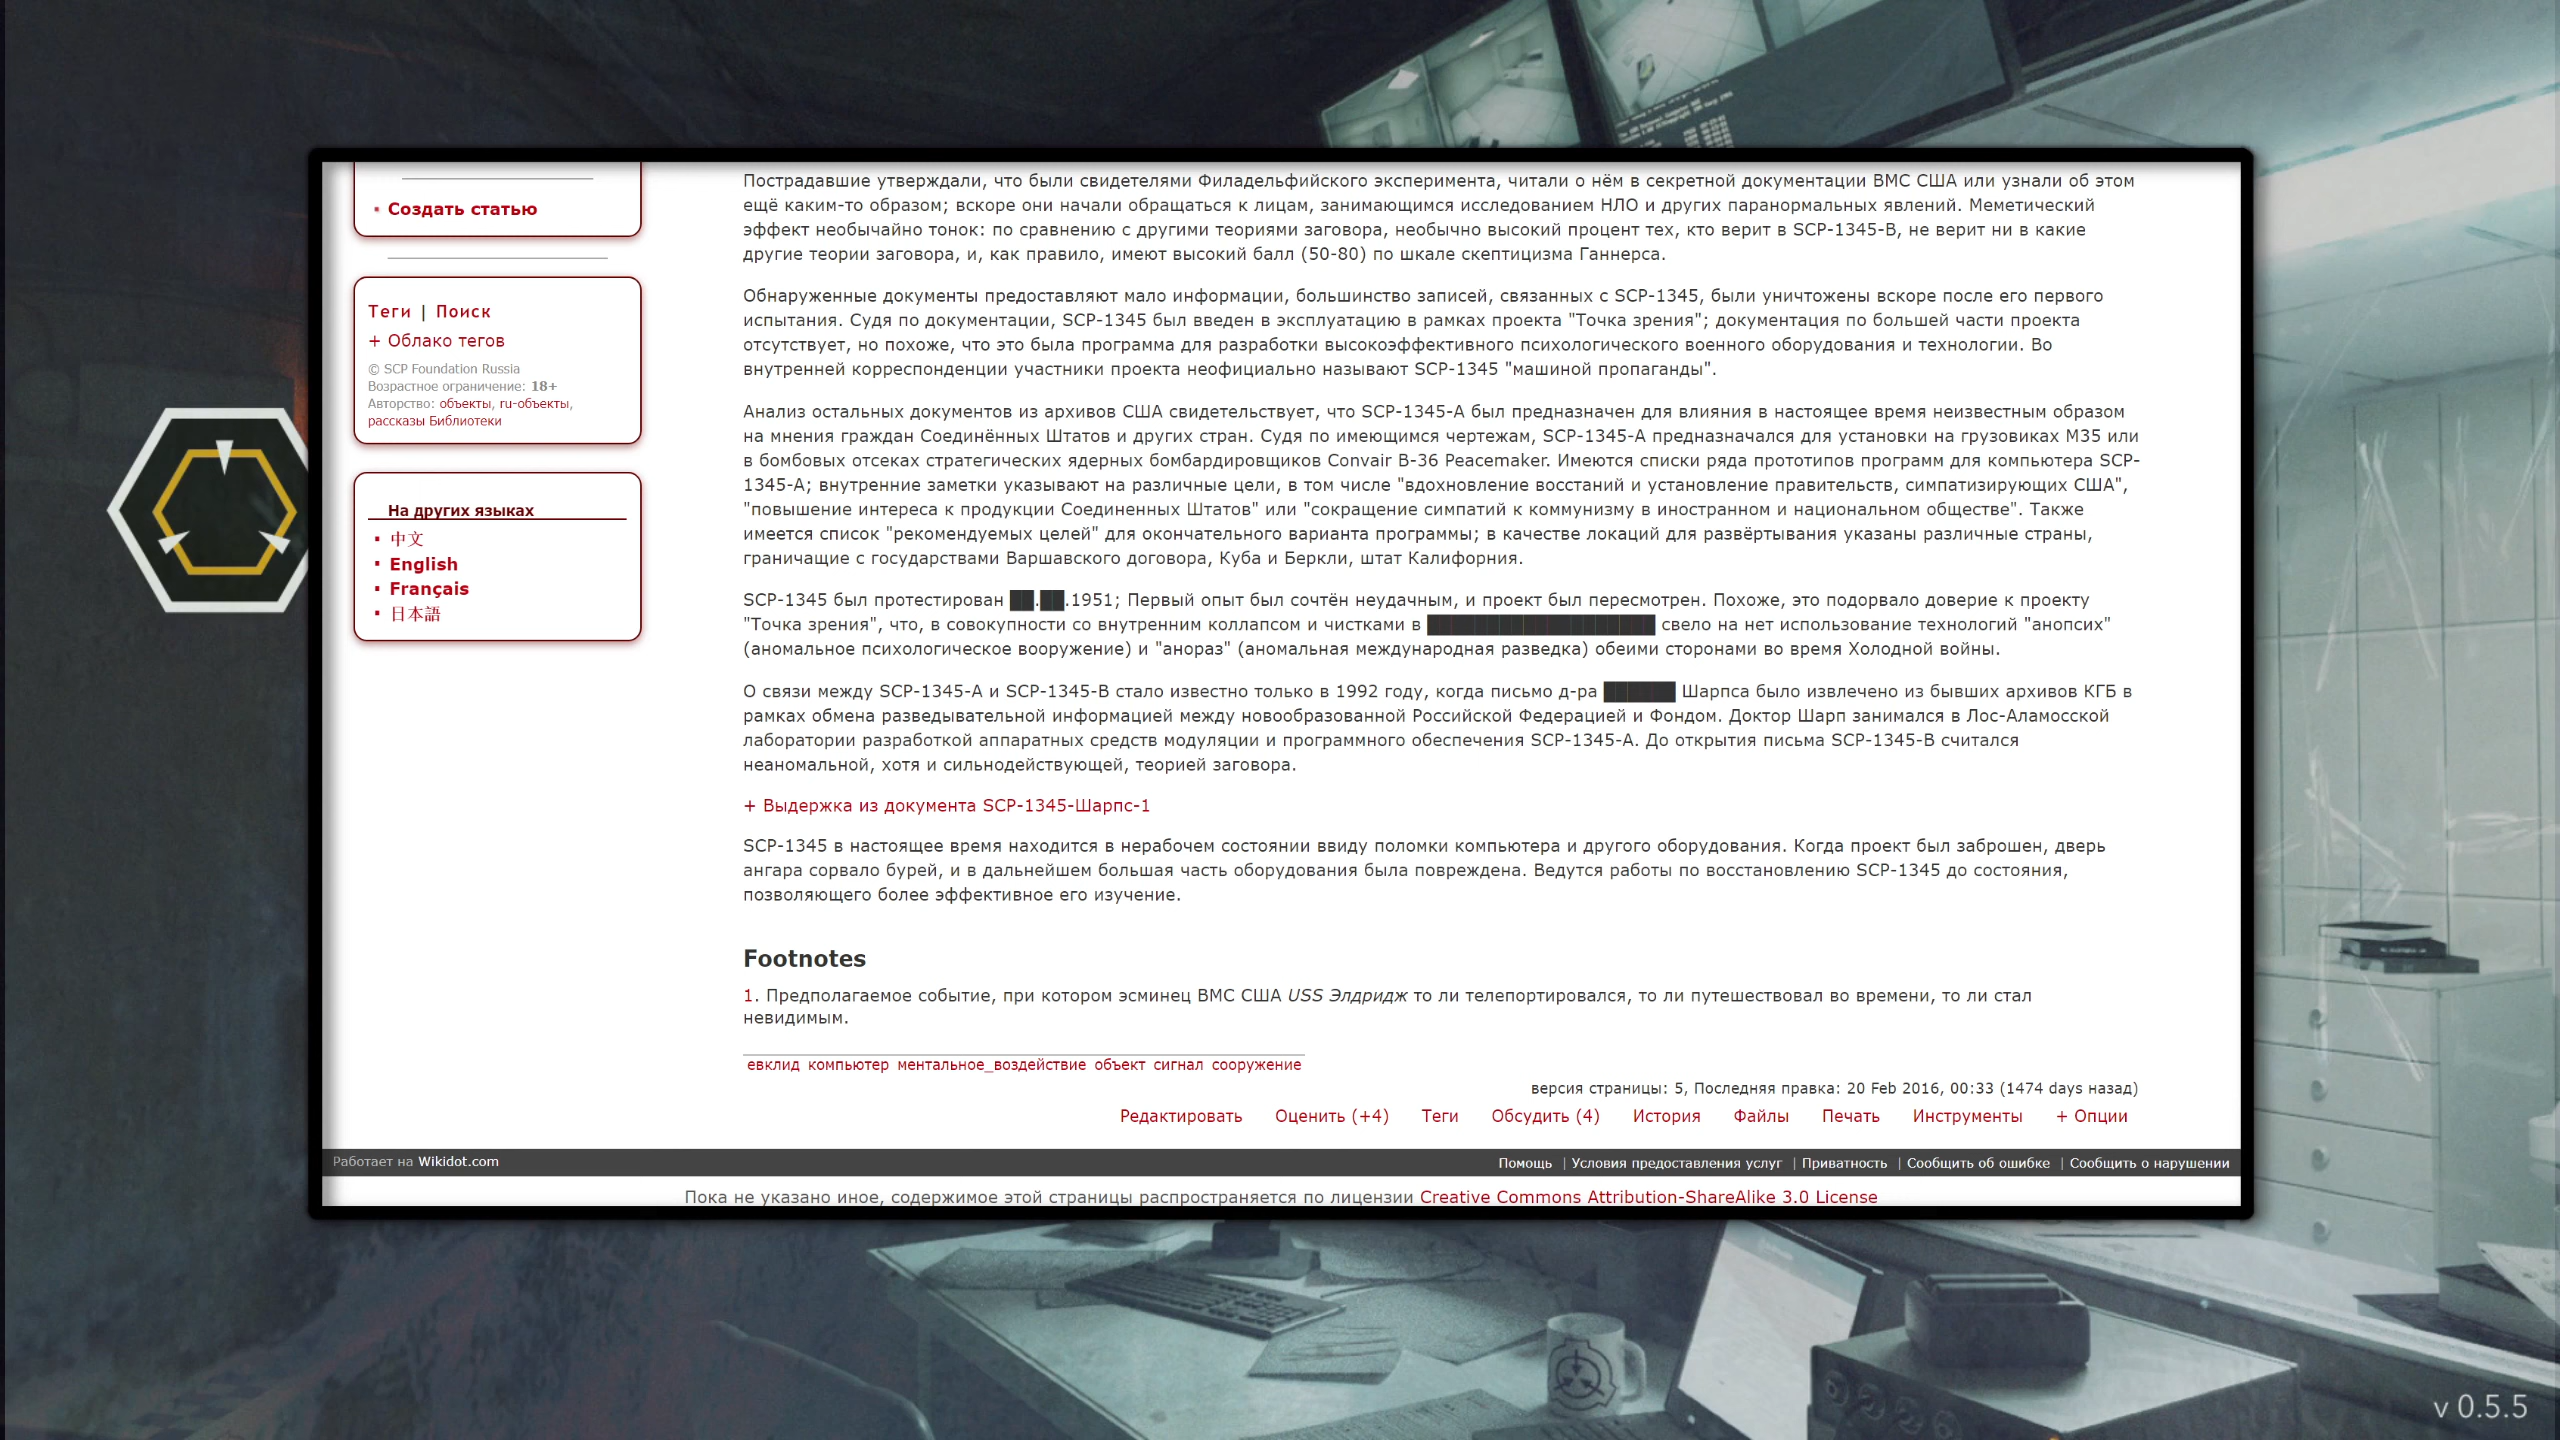 Создать статью
Теги | Поиск
+ Облако тегов
© SCP Foundation Russia
Возрастное ограничение: 18+
Авторство: объекты, ru-объекты,
рассказы Библиотеки
На других языках
中文
English
Français
日本語
Пострадавшие утверждали, что были свидетелями Филадельфийского эксперимента, читали о нём в секретной документации ВМС США или узнали об этом
ещё каким-то образом; вскоре они начали обращаться к лицам, занимающимся исследованием НЛО и других паранормальных явлений. Меметический
эффект необычайно тонок: по сравнению с другими теориями заговора, необычно высокий процент тех, кто верит в SCP-1345-B, не верит ни в какие
другие теории заговора, и, как правило, имеют высокий балл (50-80) по шкале скептицизма Ганнерса.
Обнаруженные документы предоставляют мало информации, большинство записей, связанных с SCP-1345, были уничтожены вскоре после его первого
испытания. Судя по документации, SCP-1345 был введен в эксплуатацию в рамках проекта "Точка зрения"; документация по большей части проекта
отсутствует, но похоже, что это была программа для разработки высокоэффективного психологического военного оборудования и технологии. Во
внутренней корреспонденции участники проекта неофициально называют SCP-1345 "машиной пропаганды".
Анализ остальных документов из архивов США свидетельствует, что SCP-1345-A был предназначен для влияния в настоящее время неизвестным образом
на мнения граждан Соединённых Штатов и других стран. Судя по имеющимся чертежам, SCP-1345-A предназначался для установки на грузовиках M35 или
в бомбовых отсеках стратегических ядерных бомбардировщиков Convair B-36 Peacemaker. Имеются списки ряда прототипов программ для компьютера SCP-
1345-A; внутренние заметки указывают на различные цели, в том числе "вдохновление восстаний и установление правительств, симпатизирующих США",
"повышение интереса к продукции Соединенных Штатов" или "сокращение симпатий к коммунизму в иностранном и национальном обществе". Также
имеется список "рекомендуемых целей" для окончательного варианта программы; в качестве локаций для развёртывания указаны различные страны,
граничащие с государствами Варшавского договора, Куба и Беркли, штат Калифорния.
SCP-1345 был протестирован ██.██.1951; Первый опыт был сочтён неудачным, и проект был пересмотрен. Похоже, это подорвало доверие к проекту
"Точка зрения", что, в совокупности со внутренним коллапсом и чистками в ███████████████████ свело на нет использование технологий "анопсих"
(аномальное психологическое вооружение) и "анораз" (аномальная международная разведка) обеими сторонами во время Холодной войны.
О связи между SCP-1345-A и SCP-1345-B стало известно только в 1992 году, когда письмо д-ра ██████ Шарпса было извлечено из бывших архивов КГБ в
рамках обмена разведывательной информацией между новообразованной Российской Федерацией и Фондом. Доктор Шарп занимался в Лос-Аламосской
лаборатории разработкой аппаратных средств модуляции и программного обеспечения SCP-1345-A. До открытия письма SCP-1345-B считался
неаномальной, хотя и сильнодействующей, теорией заговора.
+ Выдержка из документа SCP-1345-Шарпс-1
SCP-1345 в настоящее время находится в нерабочем состоянии ввиду поломки компьютера и другого оборудования. Когда проект был заброшен, дверь
ангара сорвало бурей, и в дальнейшем большая часть оборудования была повреждена. Ведутся работы по восстановлению SCP-1345 до состояния,
позволяющего более эффективное его изучение.
Footnotes
1. Предполагаемое событие, при котором эсминец ВМС США USS Элдридж то ли телепортировался, то ли путешествовал во времени, то ли стал
невидимым.
евклид компьютер ментальное_воздействие объект сигнал сооружение
версия страницы: 5, Последняя правка: 20 Feb 2016, 00:33 (1474 days назад)
Редактировать Оценить (+4) Теги Обсудить (4) История Файлы Печать Инструменты + Опции
Работает на Wikidot.com
Помощь | Условия предоставления услуг | Приватность | Сообщить об ошибке | Сообщить о нарушении
Пока не указано иное, содержимое этой страницы распространяется по лицензии Creative Commons Attribution-ShareAlike 3.0 License
v 0.5.5